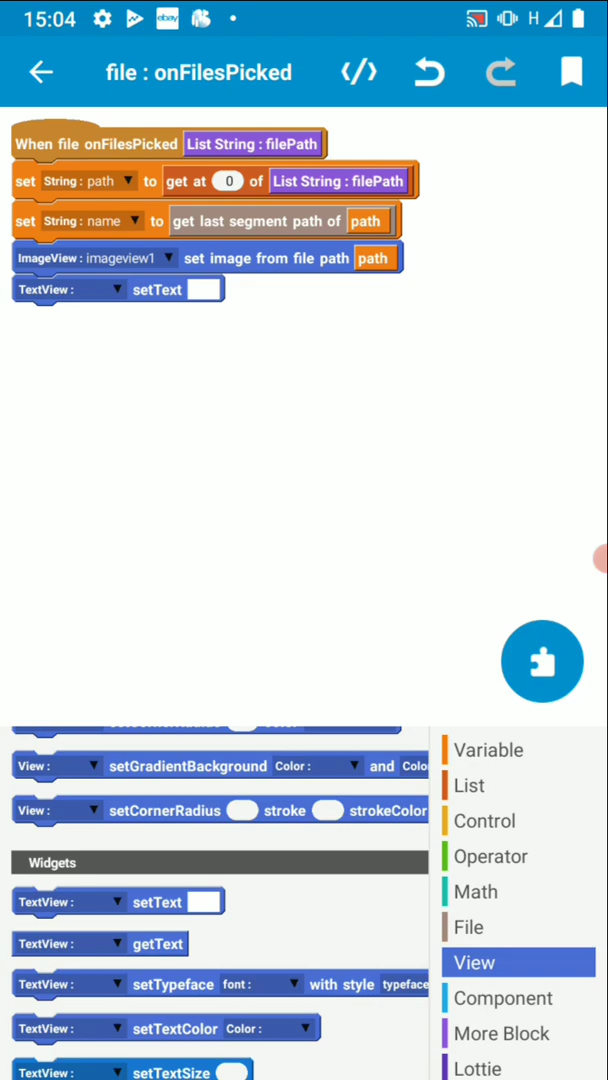 15:04 ebay H
file : onFilesPicked </>
When file onFilesPicked List String : filePath
set String : path to get at 0 of List String : filePath
set String : name to get last segment path of path
ImageView : imageview1 set image from file path path
TextView : setText
View : setGradientBackground Color : and Colo
View : setCornerRadius stroke strokeColor
Widgets
TextView : setText
TextView : getText
TextView : setTypeface font : with style typeface
TextView : setTextColor Color :
TextView : setTextSize
Variable
List
Control
Operator
Math
File
View
Component
More Block
Lottie